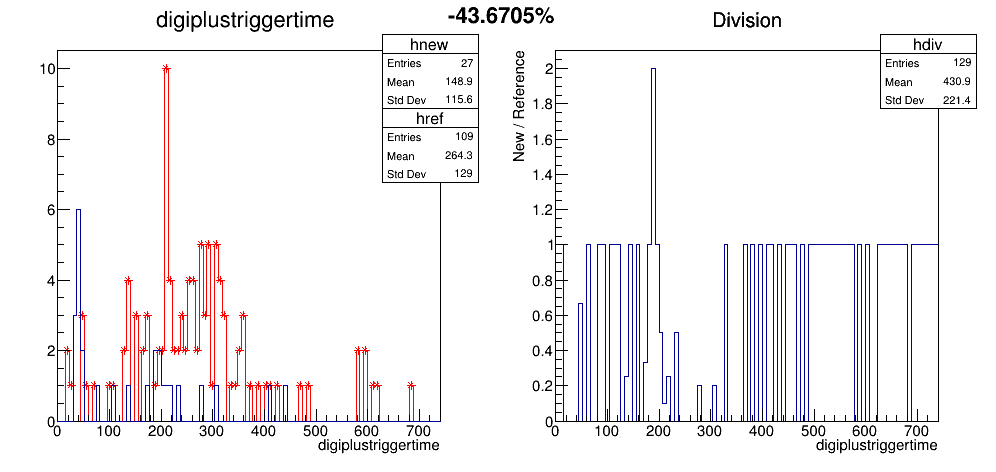 -43.6705%
digiplustriggertime
hnew
Entries 27
Mean 148.9
Std Dev 115.6
href
Entries 109
Mean 264.3
Std Dev 129
10
8
6
4
2
0
0 100 200 300 400 500 600 700
digiplustriggertime
Division
hdiv
Entries 129
Mean 430.9
Std Dev 221.4
New / Reference
2
1.8
1.6
1.4
1.2
1
0.8
0.6
0.4
0.2
0
0 100 200 300 400 500 600 700
digiplustriggertime